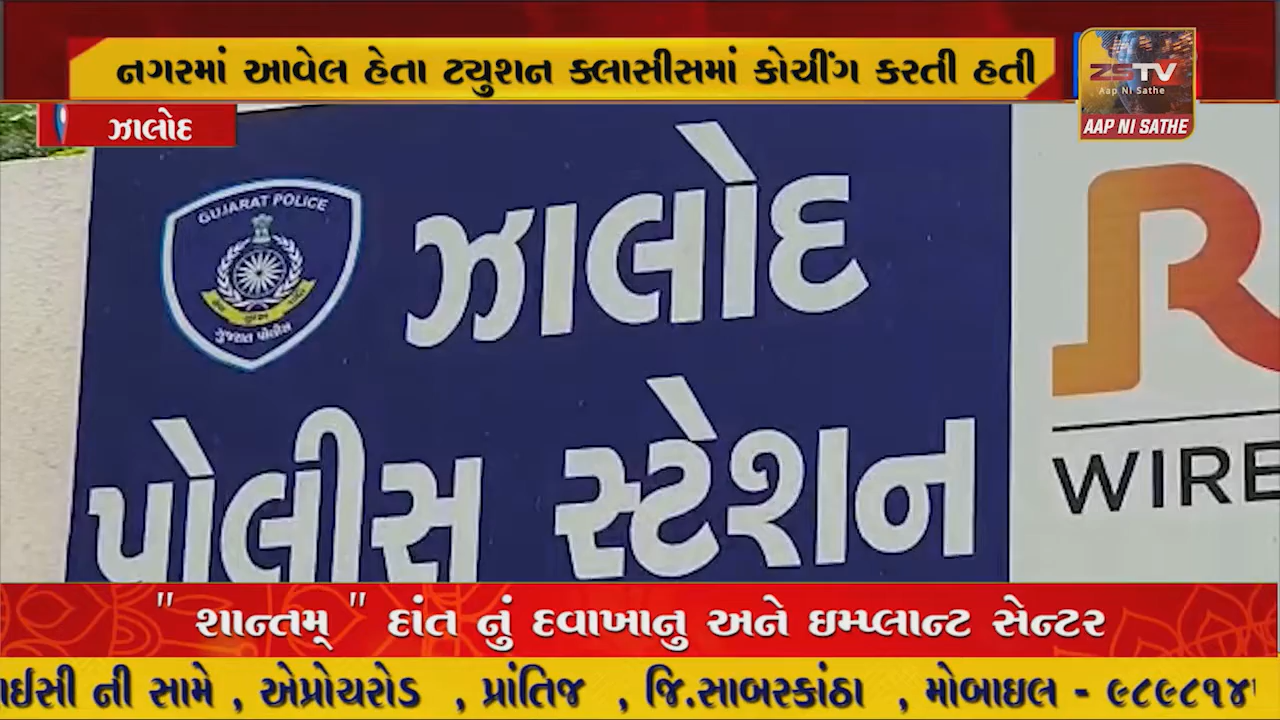 નગરમાં આવેલ હેતા ટ્યુશન ક્લાસીસમાં કોચીંગ કરતી હતી
ZSTV
Aap Ni Sathe
AAP NI SATHE
ઝાલોદ
GUJARAT POLICE
ગુજરાત પોલીસ
ઝાલોદ
પોલીસ સ્ટેશન
R
WIRE
" શાન્તમ્ " દાંત નું દવાખાનુ અને ઇમ્પ્લાન્ટ સેન્ટર
આઈસી ની સામે , એપ્રોચરોડ , પ્રાંતિજ , જિ.સાબરકાંઠા , મોબાઇલ - ૯૮૯૮૧૪